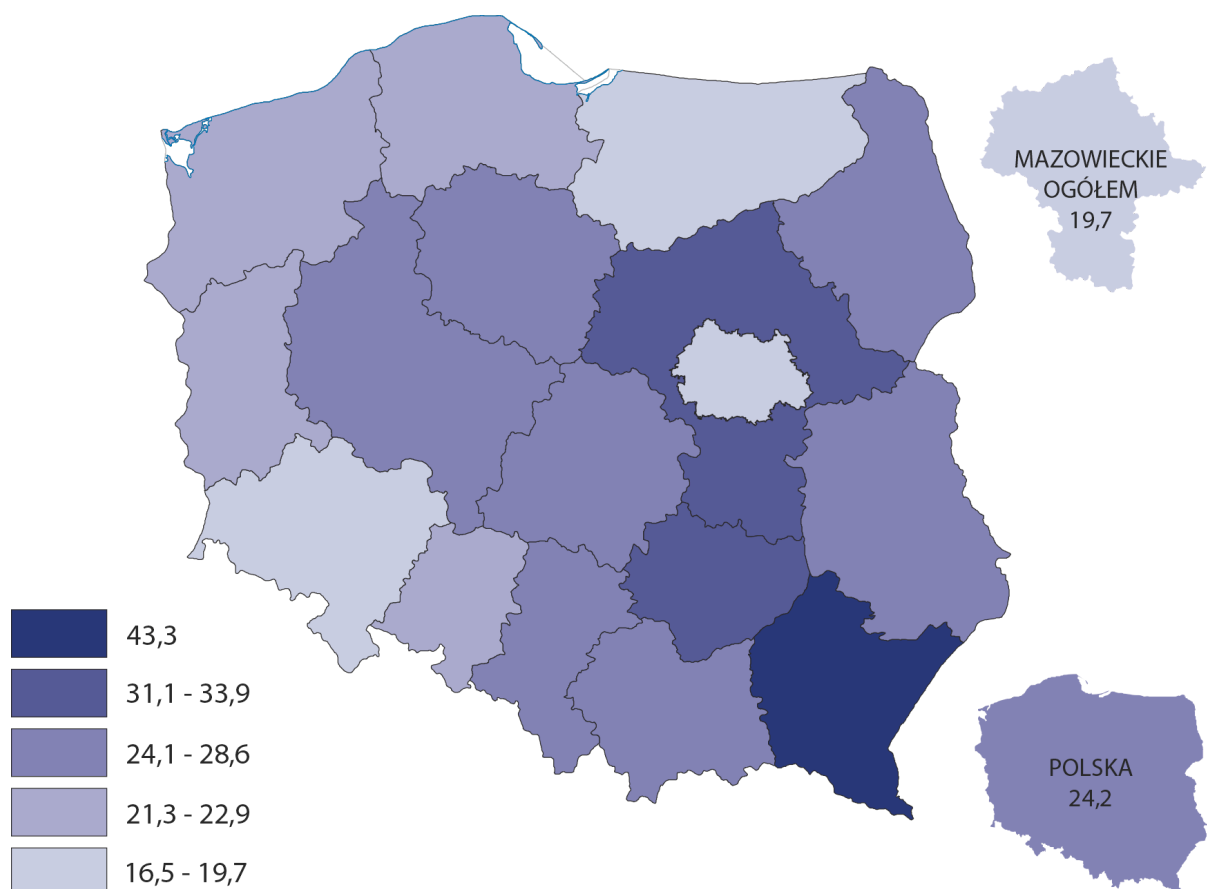 MAZOWIECKIE
OGÓŁEM
19,7
43,3
31,1 - 33,9
24,1 - 28,6
21,3 - 22,9
16,5 - 19,7
POLSKA
24,2